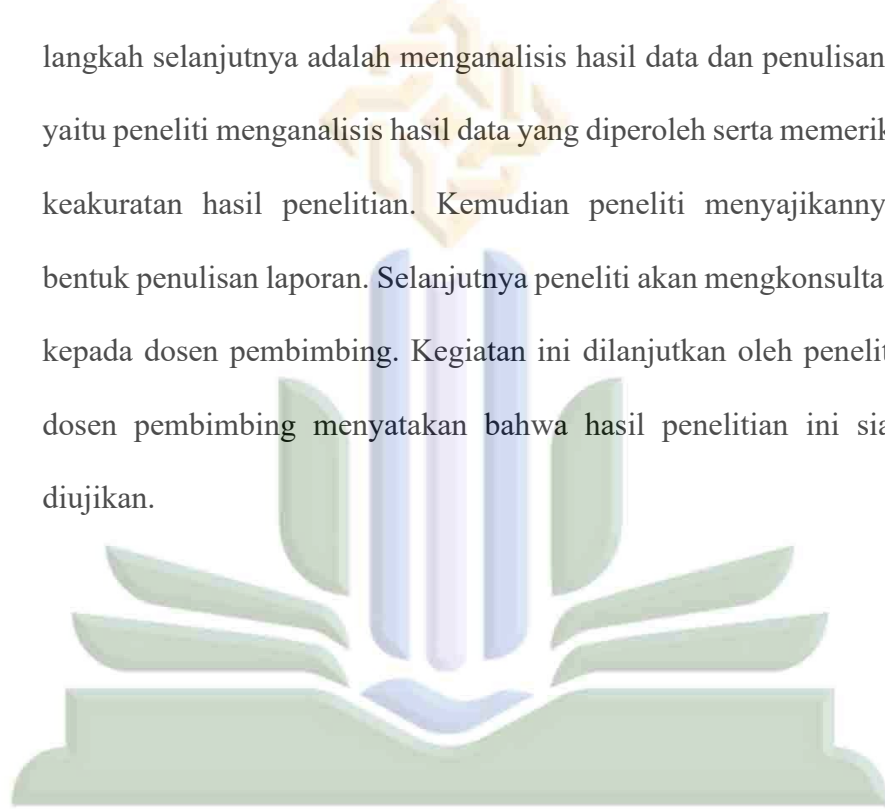 langkah selanjutnya adalah menganalisis hasil data dan penulisan
yaitu peneliti menganalisis hasil data yang diperoleh serta memerik
keakuratan hasil penelitian. Kemudian peneliti menyajikanny
bentuk penulisan laporan. Selanjutnya peneliti akan mengkonsulta
kepada dosen pembimbing. Kegiatan ini dilanjutkan oleh penelit
dosen pembimbing menyatakan bahwa hasil penelitian ini sia
diujikan.